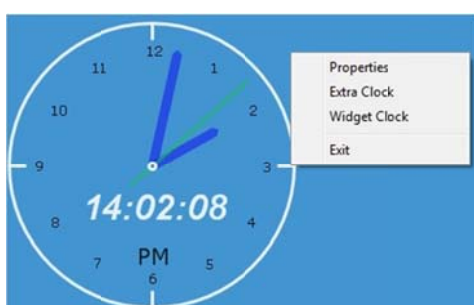 12
11
1
10
2
9
3
14:02:08
8
4
PM
7
5
6
Properties
Extra Clock
Widget Clock
Exit